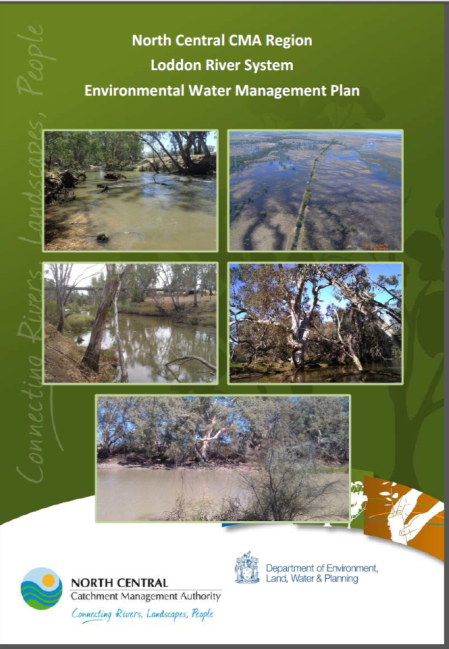 North Central CMA Region
Loddon River System
Environmental Water Management Plan
Connecting Rivers, Landscapes, People
NORTH CENTRAL
Catchment Management Authority
Connecting Rivers, Landscapes, People
Department of Environment,
Land, Water & Planning